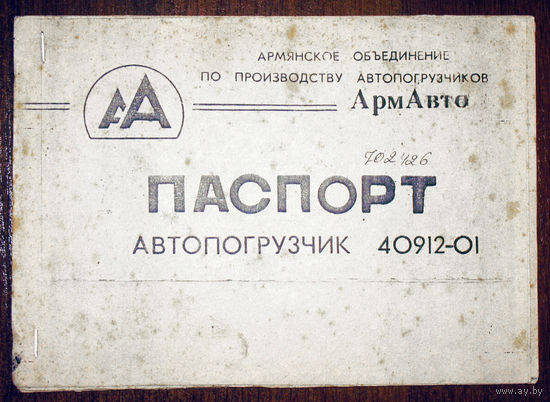 АА
АРМЯНСКОЕ ОБЪЕДИНЕНИЕ
ПО ПРОИЗВОДСТВУ АВТОПОГРУЗЧИКОВ
АрмАвто
702426
ПАСПОРТ
АВТОПОГРУЗЧИК 40912-01
www.ay.by